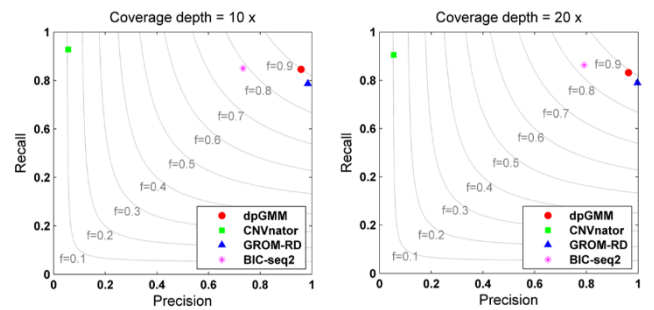 Coverage depth = 10 x
Recall
1
0.8
0.6
0.2
0.2
0
f=0.9
f=0.8
f=0.7
f=0.6
f=0.5
f=0.4
f=0.3
f=0.2
f=0.1
dpGMM
CNVnator
GROM-RD
BIC-seq2
0 0.2 0.4 0.6 0.8 1
Precision
Coverage depth = 20 x
Recall
1
0.8
0.6
0.2
0.2
0
f=0.9
f=0.8
f=0.7
f=0.6
f=0.5
f=0.4
f=0.3
f=0.2
f=0.1
dpGMM
CNVnator
GROM-RD
BIC-seq2
0 0.2 0.4 0.6 0.8 1
Precision